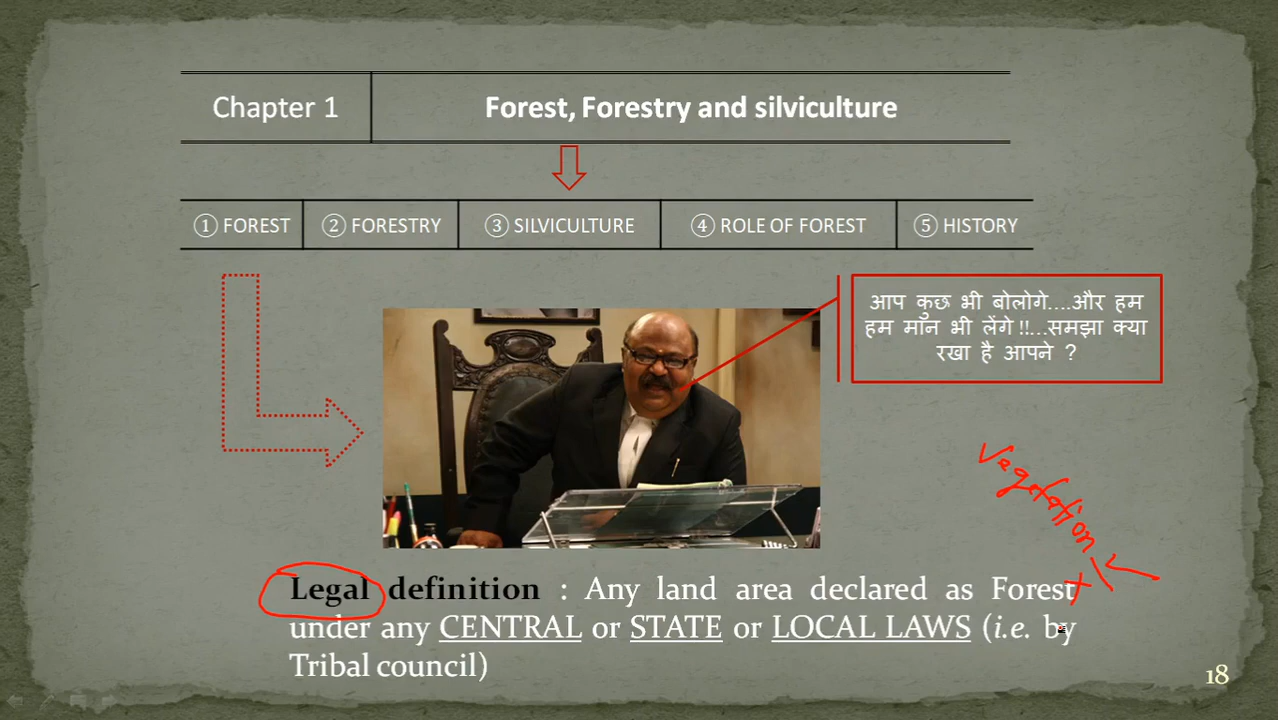 Chapter 1
Forest, Forestry and silviculture
① FOREST
② FORESTRY
③ SILVICULTURE
④ ROLE OF FOREST
⑤ HISTORY
आप कुछ भी बोलोगे....और हम
हम मान भी लेंगे !!...समझा क्या
रखा है आपने ?
Vegetation
Legal definition : Any land area declared as Forest
under any CENTRAL or STATE or LOCAL LAWS (i.e. by
Tribal council)
18